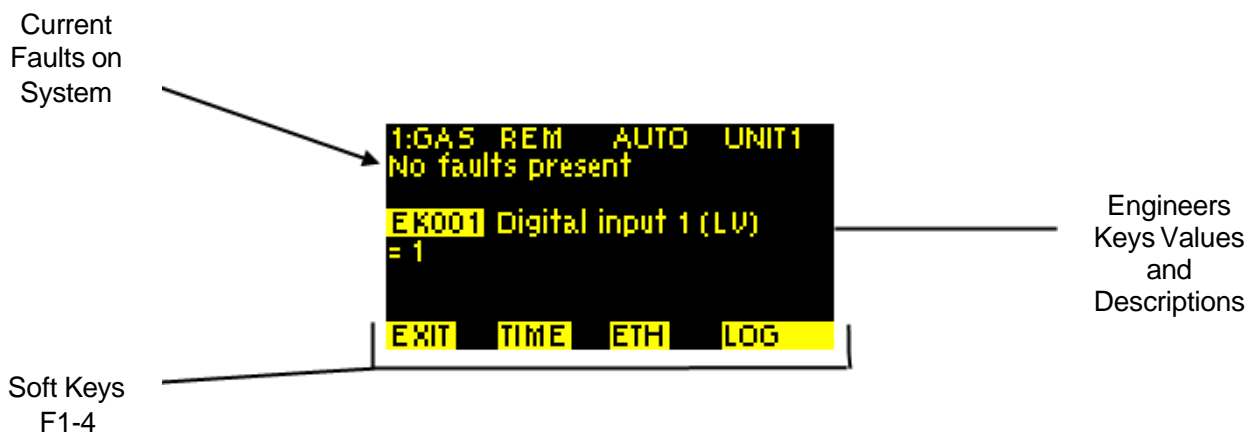 Current
Faults on
System
1:GAS REM AUTO UNIT1
No faults present
EK001 Digital input 1 (LV)
= 1
EXIT TIME ETH LOG
Engineers
Keys Values
and
Descriptions
Soft Keys
F1-4